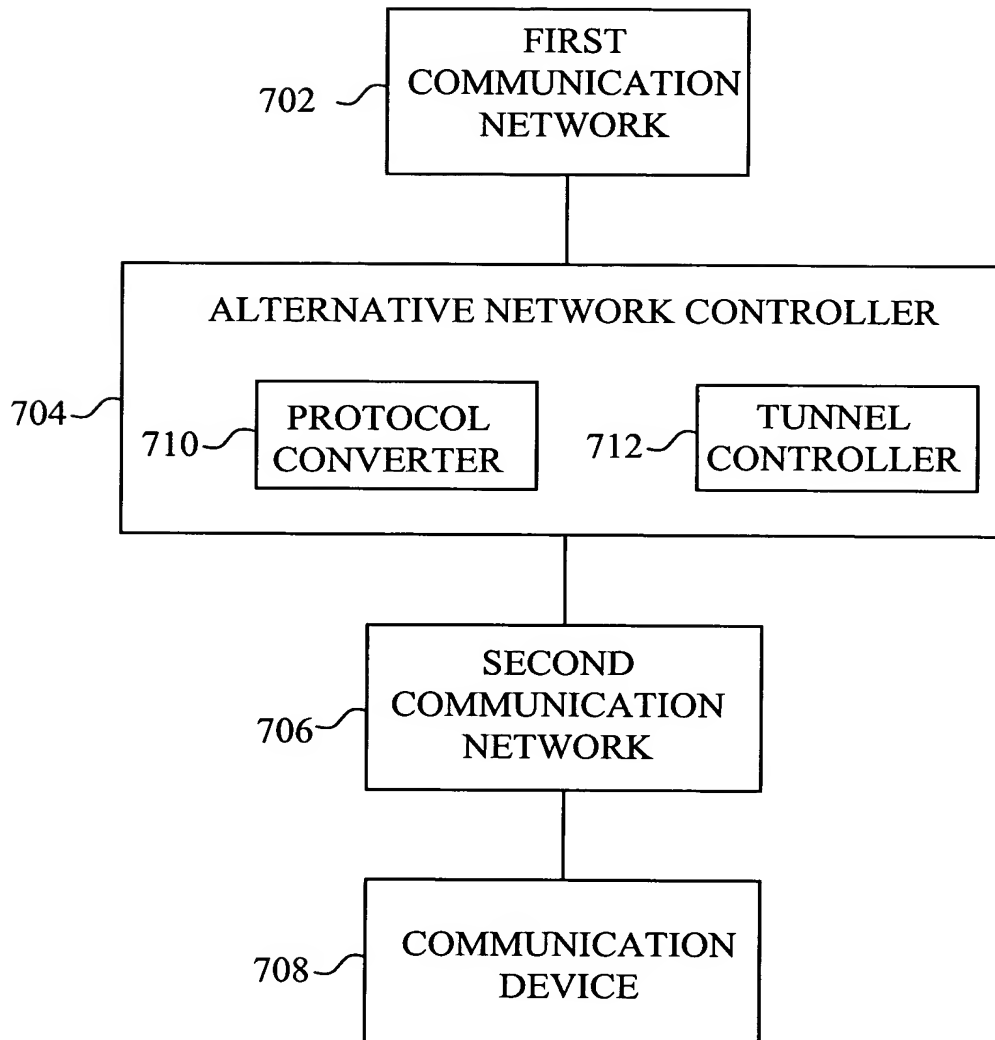 FIRST
COMMUNICATION
NETWORK
702
ALTERNATIVE NETWORK CONTROLLER
704
PROTOCOL
CONVERTER
710
TUNNEL
CONTROLLER
712
SECOND
COMMUNICATION
NETWORK
706
COMMUNICATION
DEVICE
708